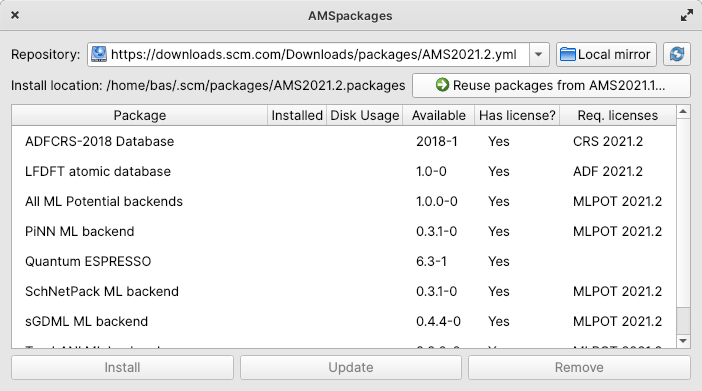 AMSpackages
Repository: https://downloads.scm.com/Downloads/packages/AMS2021.2.yml Local mirror
Install location: /home/bas/.scm/packages/AMS2021.2.packages Reuse packages from AMS2021.1...
Package Installed Disk Usage Available Has license? Req. licenses
ADFCRS-2018 Database 2018-1 Yes CRS 2021.2
LFDFT atomic database 1.0-0 Yes ADF 2021.2
All ML Potential backends 1.0.0-0 Yes MLPOT 2021.2
PiNN ML backend 0.3.1-0 Yes MLPOT 2021.2
Quantum ESPRESSO 6.3-1 Yes
SchNetPack ML backend 0.3.1-0 Yes MLPOT 2021.2
sGDML ML backend 0.4.4-0 Yes MLPOT 2021.2
Install Update Remove